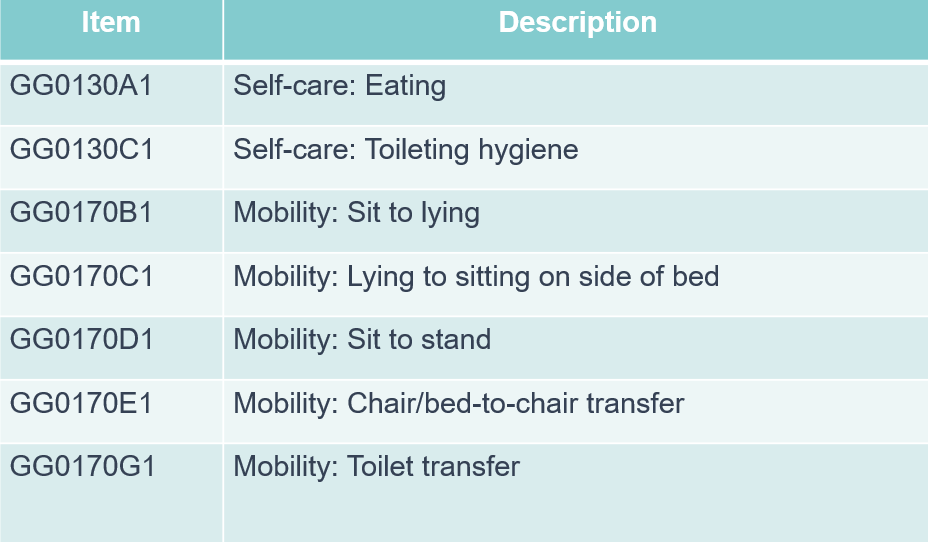 Item Description
GG0130A1 Self-care: Eating
GG0130C1 Self-care: Toileting hygiene
GG0170B1 Mobility: Sit to lying
GG0170C1 Mobility: Lying to sitting on side of bed
GG0170D1 Mobility: Sit to stand
GG0170E1 Mobility: Chair/bed-to-chair transfer
GG0170G1 Mobility: Toilet transfer